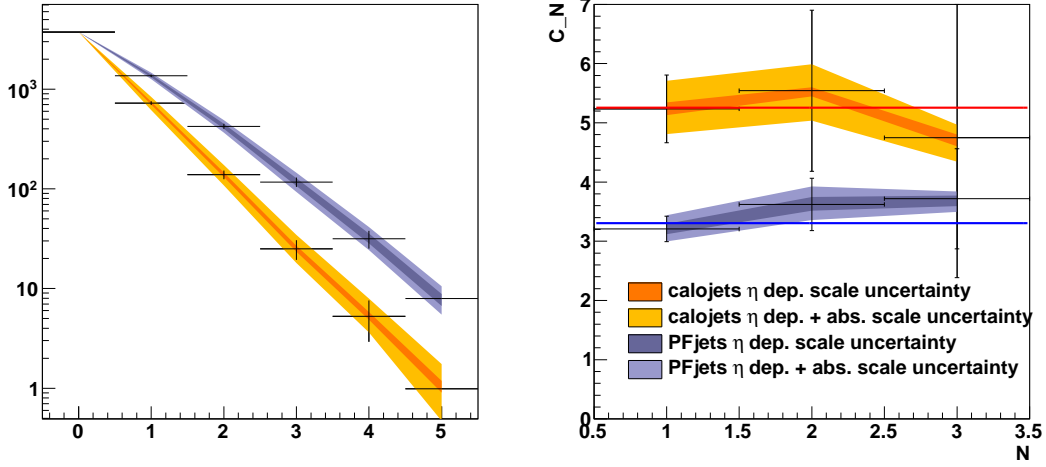 10³
10²
10
1
0 1 2 3 4 5
C_N
7
6
5
4
3
2
1
0
calojets η dep. scale uncertainty
calojets η dep. + abs. scale uncertainty
PFjets η dep. scale uncertainty
PFjets η dep. + abs. scale uncertainty
0.5 1 1.5 2 2.5 3 3.5
N